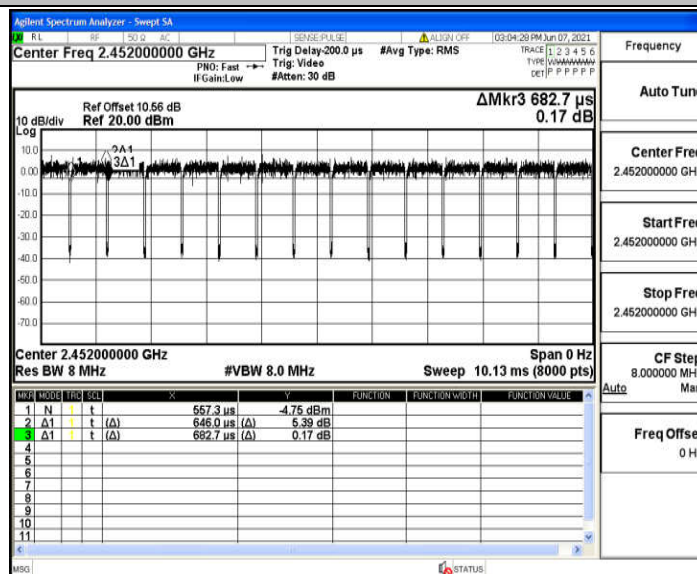 Agilent Spectrum Analyzer - Swept SA
RL RF 50 Ω AC SENSE:PULSE ALIGN OFF 03:04:28 PM Jun 07, 2021
Center Freq 2.452000000 GHz
PNO: Fast
IFGain:Low
Trig Delay-200.0 µs
Trig: Video
#Atten: 30 dB
#Avg Type: RMS
TRACE 1 2 3 4 5 6
TYPE
DET P P P P P P
Frequency
Auto Tun
Center Fre
2.452000000 GH
Start Fre
2.452000000 GH
Stop Fre
2.452000000 GH
CF Step
8.000000 MH
Auto Ma
Freq Offse
0 H
ΔMkr3 682.7 µs
0.17 dB
Ref Offset 10.56 dB
10 dB/div Ref 20.00 dBm
Log
10.0
0.00
-10.0
-20.0
-30.0
-40.0
-50.0
-60.0
-70.0
1
2Δ1
3Δ1
Center 2.452000000 GHz Span 0 Hz
Res BW 8 MHz #VBW 8.0 MHz Sweep 10.13 ms (8000 pts)
MKR MODE TRC SCL X Y FUNCTION FUNCTION WIDTH FUNCTION VALUE
1 N 1 t 557.3 µs -4.75 dBm
2 Δ1 1 t (Δ) 646.0 µs (Δ) 5.39 dB
3 Δ1 1 t (Δ) 682.7 µs (Δ) 0.17 dB
4
5
6
7
8
9
10
11
MSG STATUS